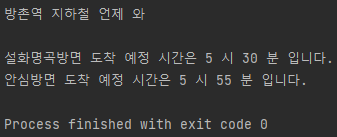 방촌역 지하철 언제 와
설화명곡방면 도착 예정 시간은 5 시 30 분 입니다.
안심방면 도착 예정 시간은 5 시 55 분 입니다.
Process finished with exit code 0